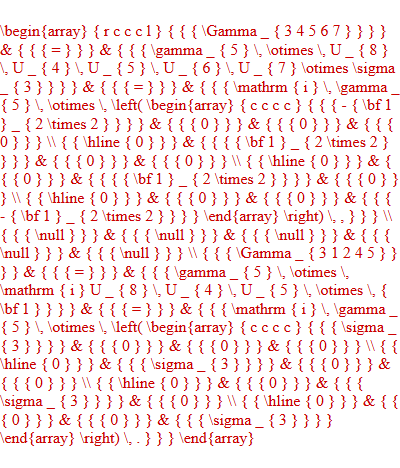 \begin{array} { r c c c l } { { { \Gamma _ { 3 4 5 6 7 } } } }
& { { { = } } } & { { { \gamma _ { 5 } \, \otimes \, U _ { 8 }
\, U _ { 4 } \, U _ { 5 } \, U _ { 6 } \, U _ { 7 } \otimes \sigma
_ { 3 } } } } & { { { = } } } & { { { \mathrm { i } \, \gamma _
{ 5 } \, \otimes \, \left( \begin{array} { c c c c } { { { - { \bf 1
} _ { 2 \times 2 } } } } & { { { 0 } } } & { { { 0 } } } & { { {
0 } } } \\ { { \hline { 0 } } } & { { { { \bf 1 } _ { 2 \times 2 }
} } } & { { { 0 } } } & { { { 0 } } } \\ { { \hline { 0 } } } & {
{ { 0 } } } & { { { { \bf 1 } _ { 2 \times 2 } } } } & { { { 0 } }
} \\ { { \hline { 0 } } } & { { { 0 } } } & { { { 0 } } } & { { {
- { \bf 1 } _ { 2 \times 2 } } } } \end{array} \right) \, , } } } \\
{ { { \null } } } & { { { \null } } } & { { { \null } } } & { { {
\null } } } & { { { \null } } } \\ { { { \Gamma _ { 3 1 2 4 5 } }
} } & { { { = } } } & { { { \gamma _ { 5 } \, \otimes \,
\mathrm { i } U _ { 8 } \, U _ { 4 } \, U _ { 5 } \, \otimes \, {
\bf 1 } } } } & { { { = } } } & { { { \mathrm { i } \, \gamma _
{ 5 } \, \otimes \, \left( \begin{array} { c c c c } { { { \sigma _
{ 3 } } } } & { { { 0 } } } & { { { 0 } } } & { { { 0 } } } \\ { {
\hline { 0 } } } & { { { \sigma _ { 3 } } } } & { { { 0 } } } &
{ { { 0 } } } \\ { { \hline { 0 } } } & { { { 0 } } } & { { {
\sigma _ { 3 } } } } & { { { 0 } } } \\ { { \hline { 0 } } } & { {
{ 0 } } } & { { { 0 } } } & { { { \sigma _ { 3 } } } }
\end{array} \right) \, . } } } \end{array}